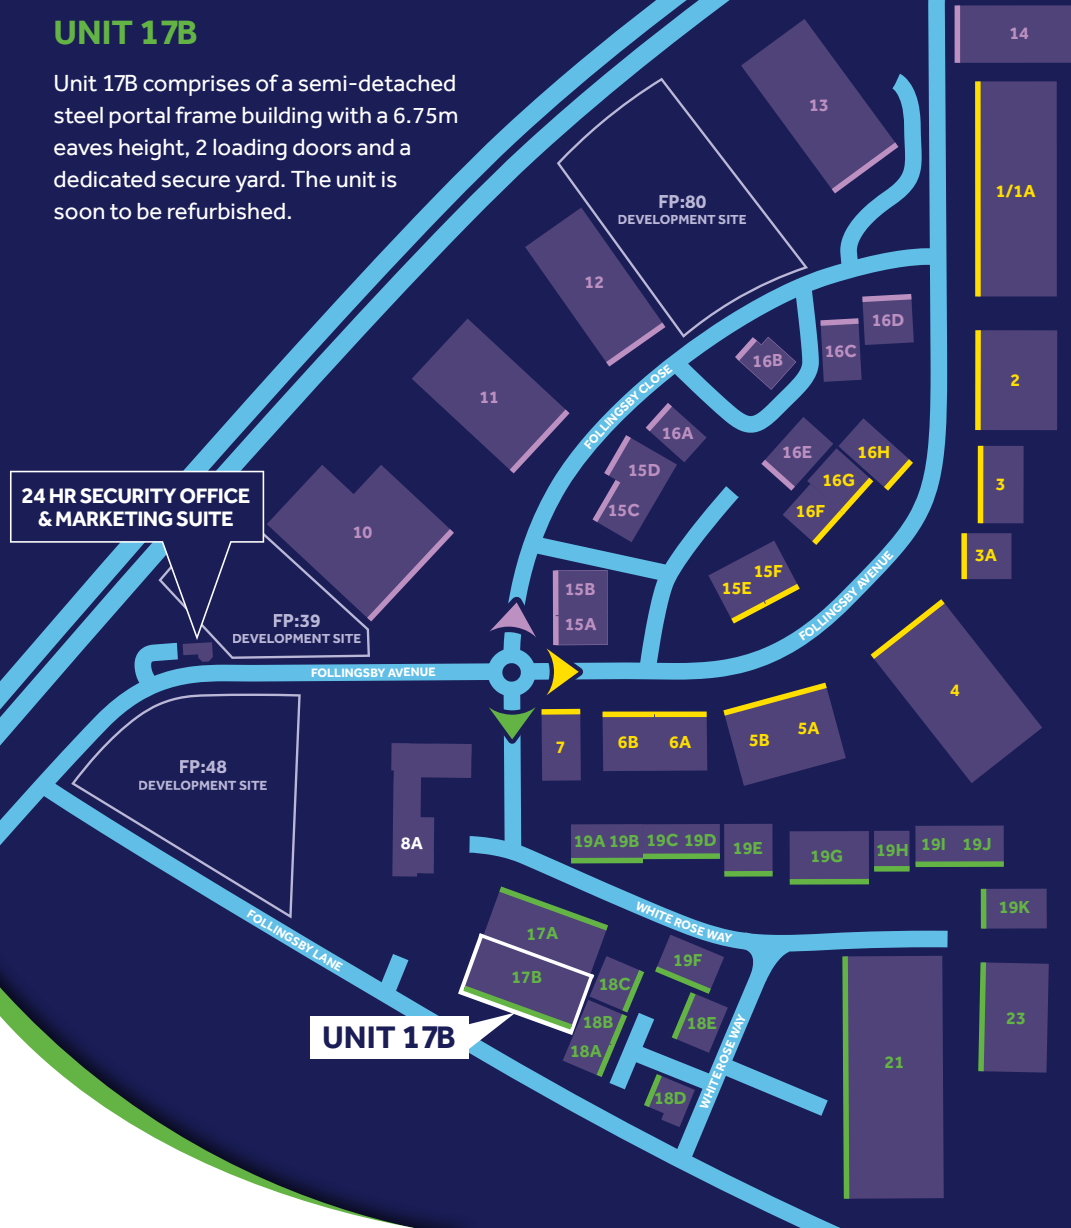 UNIT 17B
Unit 17B comprises of a semi-detached
steel portal frame building with a 6.75m
eaves height, 2 loading doors and a
dedicated secure yard. The unit is
soon to be refurbished.
14
13
1/1A
FP:80
DEVELOPMENT SITE
12
16D
16C
16B
2
11
FOLLINGSBY CLOSE
16A
16E
16H
15D
16G
3
24 HR SECURITY OFFICE
& MARKETING SUITE
15C
16F
10
3A
15F
15E
15B
15A
FOLLINGSBY AVENUE
FP:39
DEVELOPMENT SITE
FOLLINGSBY AVENUE
4
5A
5B
6B
6A
7
FP:48
DEVELOPMENT SITE
8A
19A
19B
19C
19D
19E
19G
19H
19I
19J
19K
WHITE ROSE WAY
FOLLINGSBY LANE
17A
17B
19F
18C
18B
18E
23
UNIT 17B
18A
21
WHITE ROSE WAY
18D